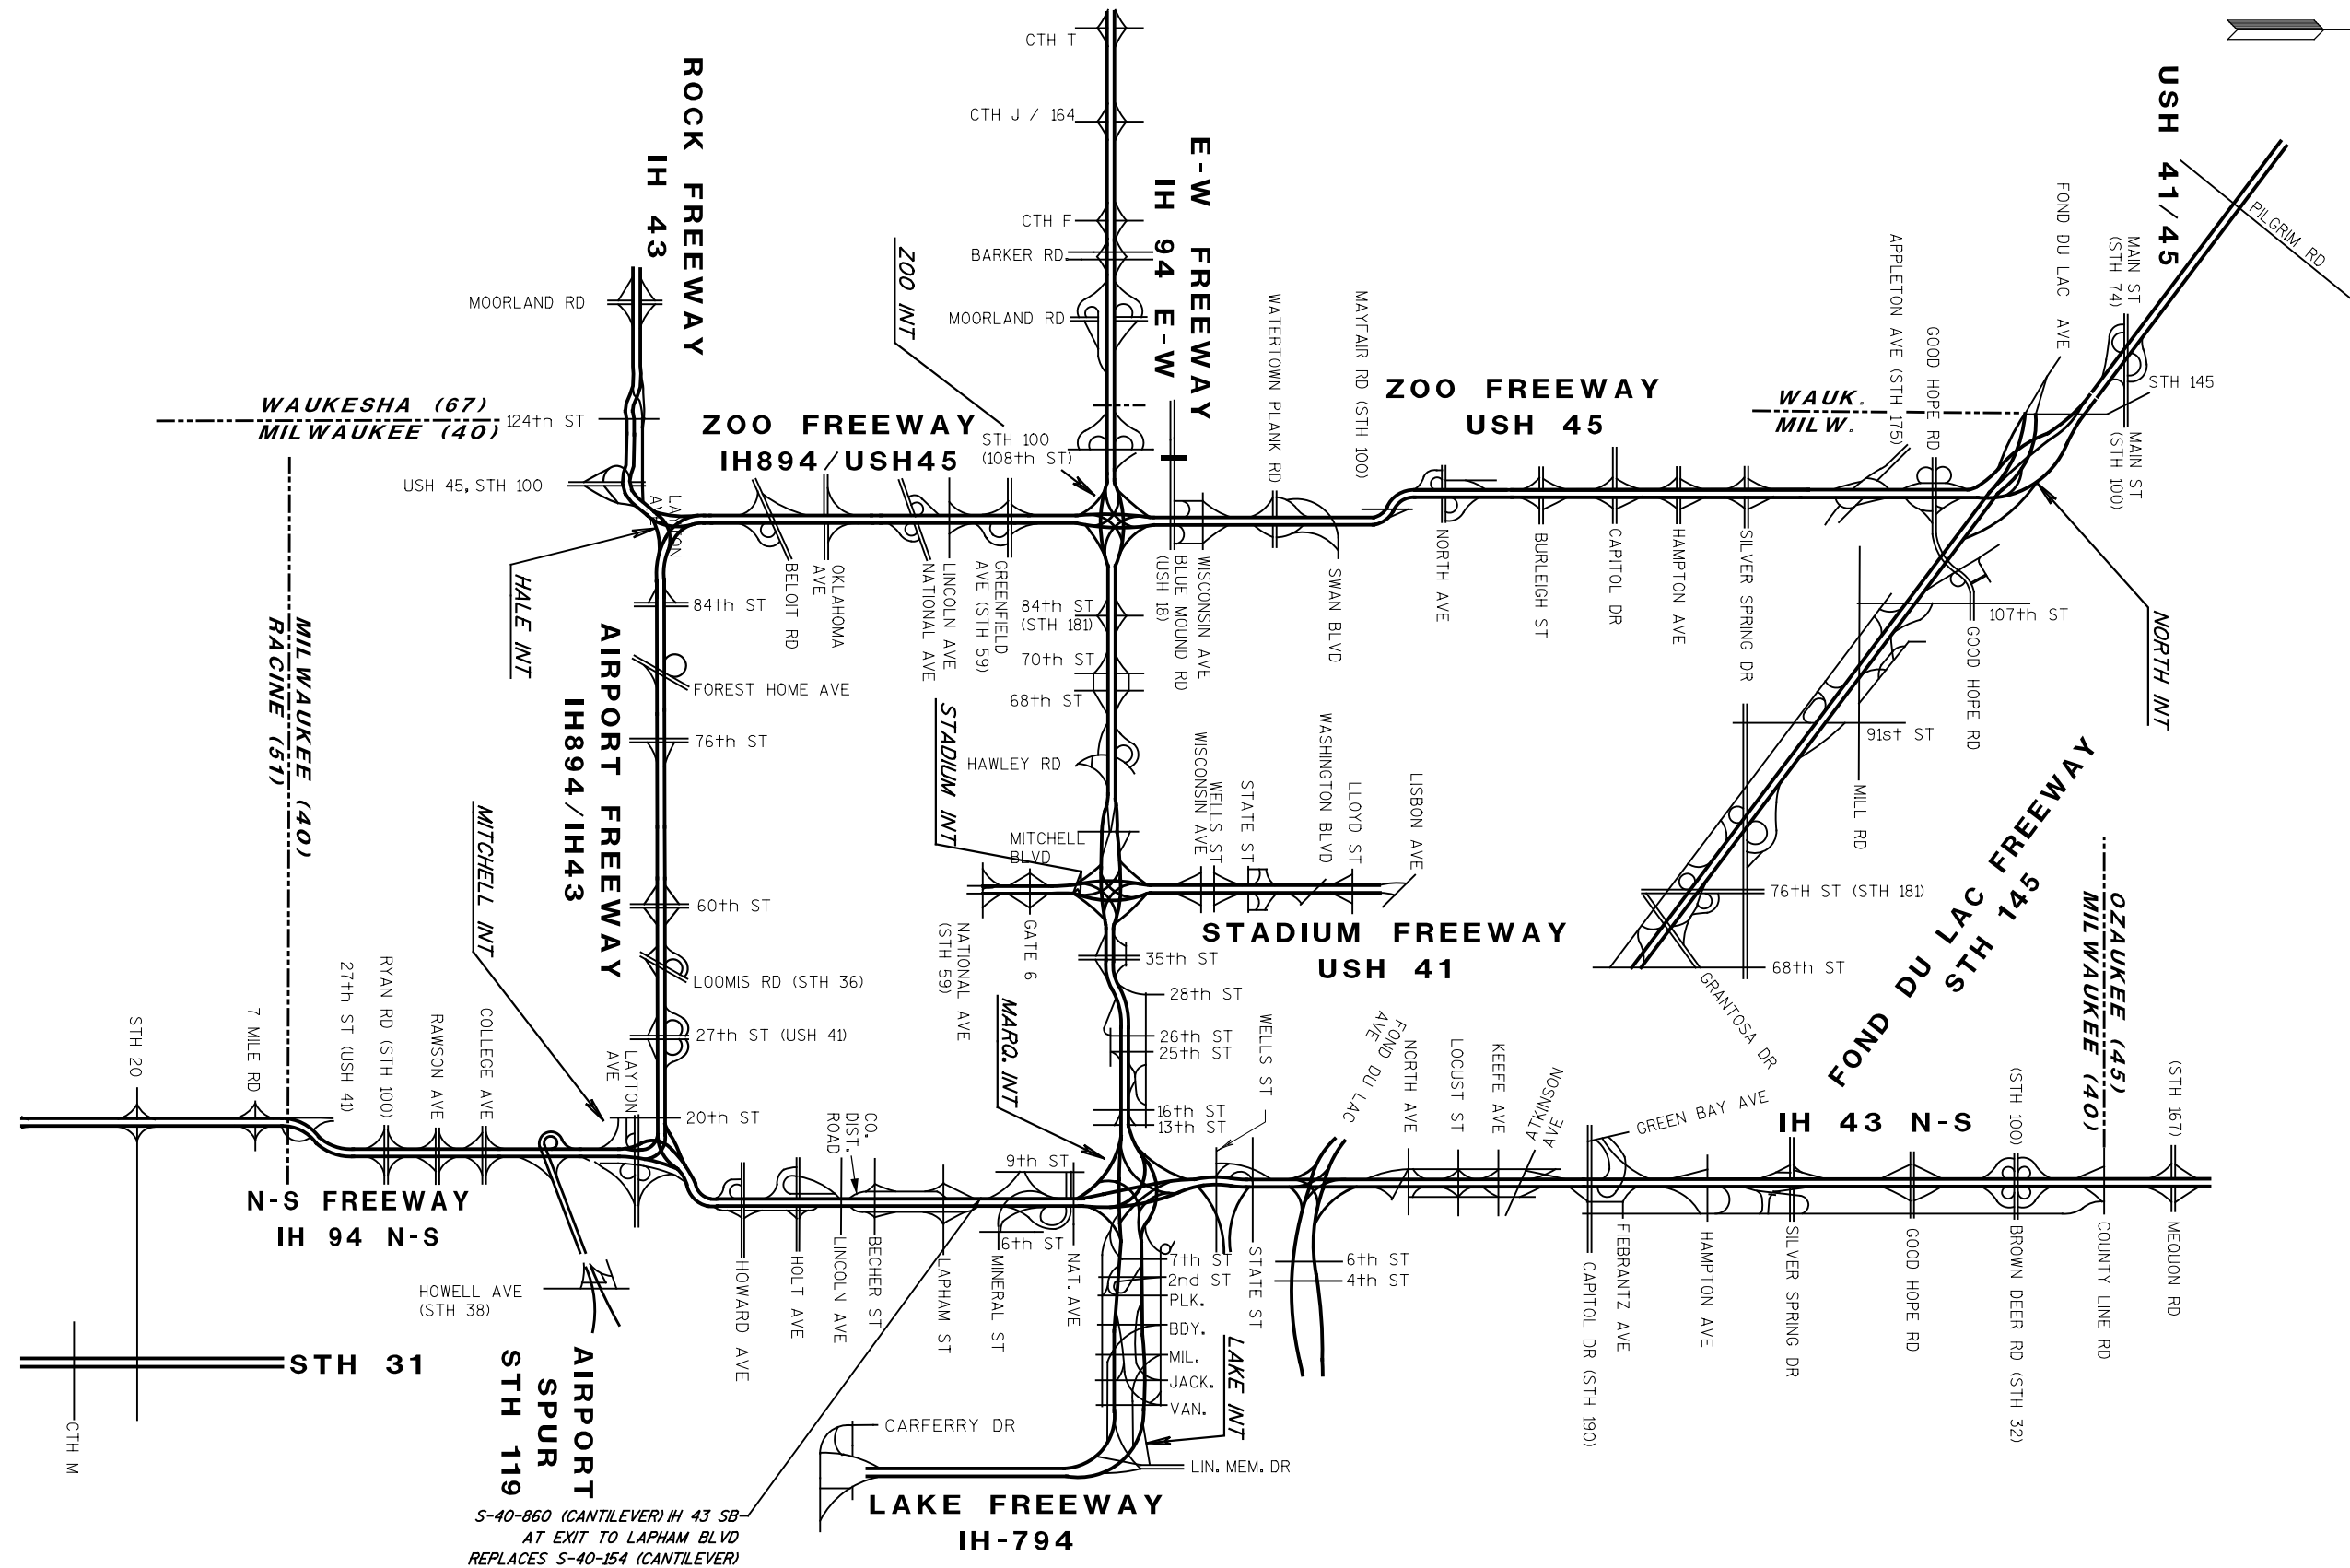 CTH T
CTH J / 164
CTH F
BARKER RD.
MOORLAND RD
E-W FREEWAY
IH 94 E-W
ROCK FREEWAY
IH 43
MOORLAND RD
WAUKESHA (67)
MILWAUKEE (40)
124th ST
USH 45, STH 100
LAYTON
AVE
ZOO INT
ZOO FREEWAY
IH894/USH45
STH 100
(108th ST)
WATERTOWN PLANK RD
MAYFAIR RD (STH 100)
ZOO FREEWAY
USH 45
WAUK.
MILW.
APPLETON AVE (STH 175)
GOOD HOPE RD
FOND DU LAC AVE
USH 41/45
MAIN ST
(STH 74)
PILGRIM RD
STH 145
MAIN ST
(STH 100)
NORTH INT
HALE INT
BELOIT RD
OKLAHOMA
AVE
NATIONAL AVE
LINCOLN AVE
GREENFIELD
AVE (STH 59)
WISCONSIN AVE
BLUE MOUND RD
(USH 18)
SWAN BLVD
NORTH AVE
BURLEIGH ST
CAPITOL DR
HAMPTON AVE
SILVER SPRING DR
107th ST
GOOD HOPE RD
91st ST
MILL RD
76TH ST (STH 181)
68th ST
GRANTOSA DR
FOND DU LAC FREEWAY
STH 145
84th ST
FOREST HOME AVE
76th ST
60th ST
LOOMIS RD (STH 36)
27th ST (USH 41)
20th ST
AIRPORT FREEWAY
IH894/IH43
MILWAUKEE (40)
RACINE (51)
84th ST
(STH 181)
70th ST
68th ST
HAWLEY RD
STADIUM INT
MITCHELL
BLVD
NATIONAL AVE
(STH 59)
GATE 6
WISCONSIN AVE
WELLS ST
STATE ST
WASHINGTON BLVD
LLOYD ST
LISBON AVE
STADIUM FREEWAY
USH 41
35th ST
28th ST
26th ST
25th ST
16th ST
13th ST
MARQ. INT
MITCHELL INT
STH 20
7 MILE RD
27th ST (USH 41)
RYAN RD (STH 100)
RAWSON AVE
COLLEGE AVE
LAYTON
AVE
N-S FREEWAY
IH 94 N-S
HOWELL AVE
(STH 38)
STH 31
CTH M
AIRPORT
SPUR
STH 119
CO.
DIST.
ROAD
HOWARD AVE
HOLT AVE
LINCOLN AVE
BECHER ST
LAPHAM ST
MINERAL ST
NAT. AVE
9th ST
6th ST
WELLS ST
STATE ST
7th ST
2nd ST
PLK.
BDY.
MIL.
JACK.
VAN.
6th ST
4th ST
LAKE INT
LIN. MEM. DR
CARFERRY DR
LAKE FREEWAY
IH-794
S-40-860 (CANTILEVER) IH 43 SB
AT EXIT TO LAPHAM BLVD
REPLACES S-40-154 (CANTILEVER)
FOND DU LAC
AVE
NORTH AVE
LOCUST ST
KEEFE AVE
ATKINSON
AVE
GREEN BAY AVE
IH 43 N-S
CAPITOL DR (STH 190)
FIEBRANTZ AVE
HAMPTON AVE
SILVER SPRING DR
GOOD HOPE RD
(STH 100)
BROWN DEER RD (STH 32)
COUNTY LINE RD
(STH 167)
MEQUON RD
OZAUKEE (45)
MILWAUKEE (40)